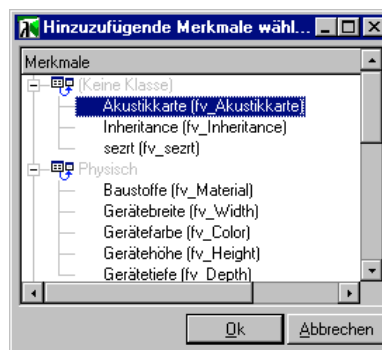 Hinzuzufügende Merkmale wähl...
Merkmale
(Keine Klasse)
Akustikkarte (fv_Akustikkarte)
Inheritance (fv_Inheritance)
sezrt (fv_sezrt)
Physisch
Baustoffe (fv_Material)
Gerätebreite (fv_Width)
Gerätefarbe (fv_Color)
Gerätehöhe (fv_Height)
Gerätetiefe (fv_Depth)
Ok
Abbrechen